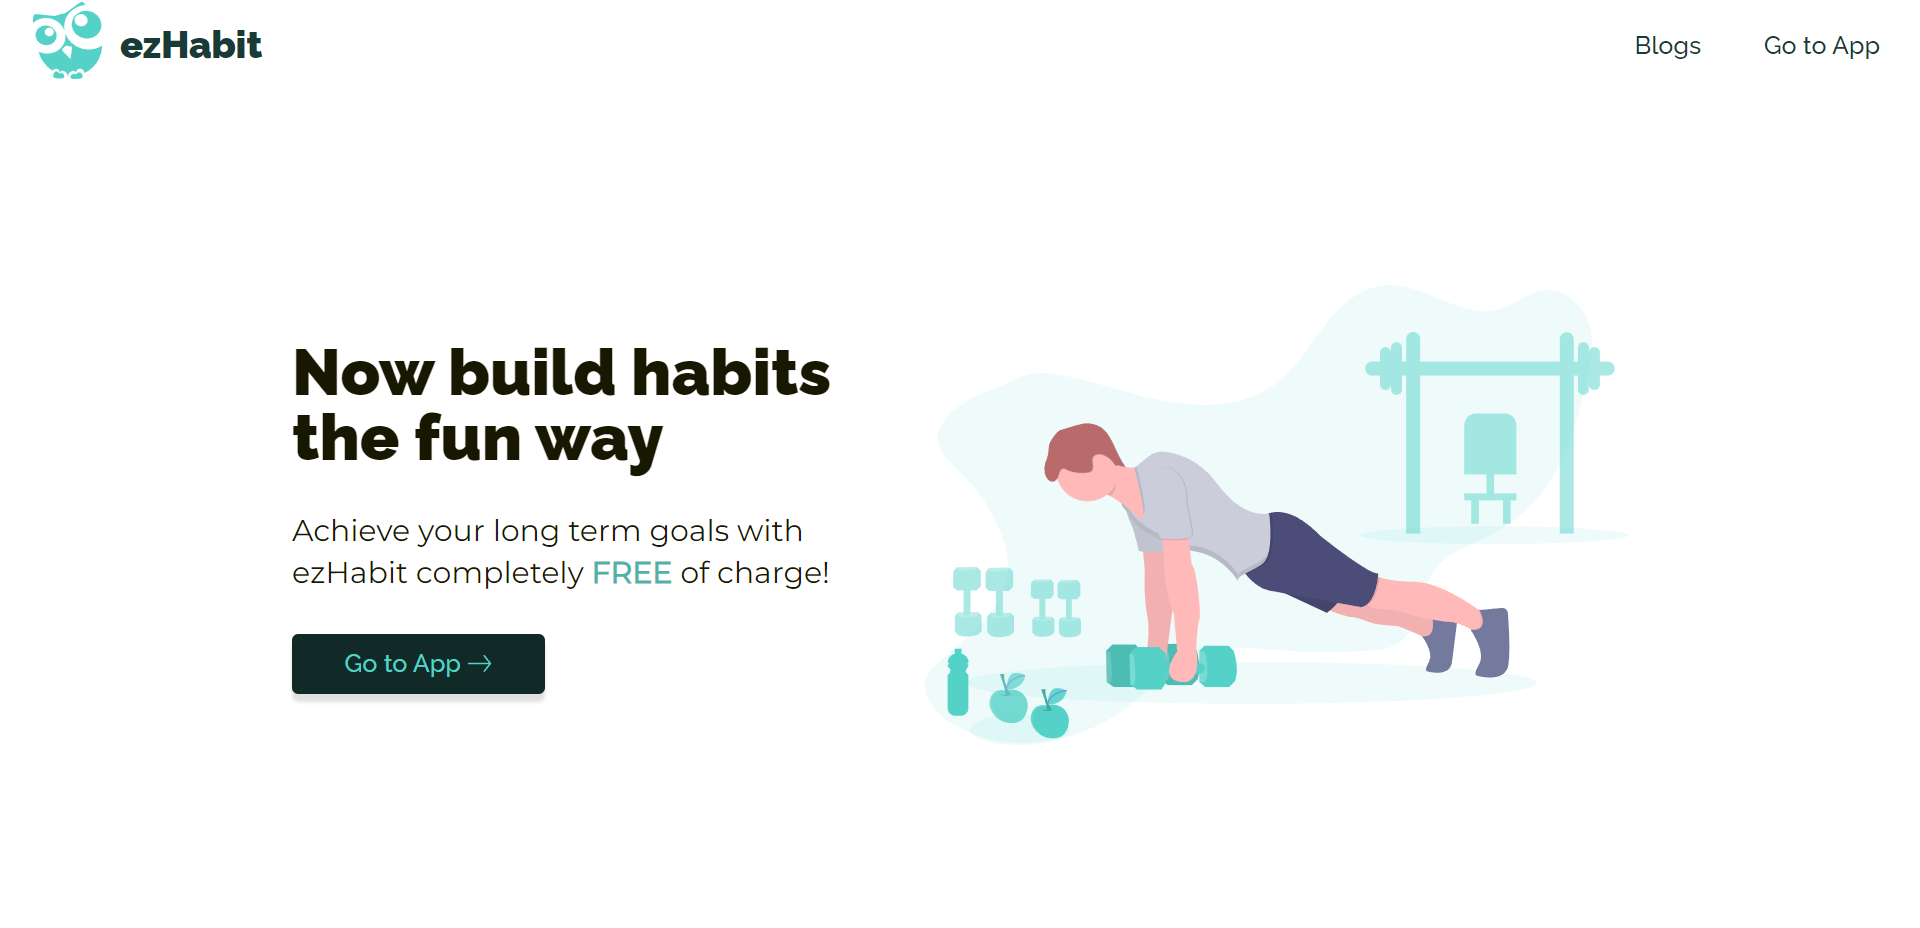 ezHabit
Blogs
Go to App
Now build habits
the fun way
Achieve your long term goals with
ezHabit completely FREE of charge!
Go to App →